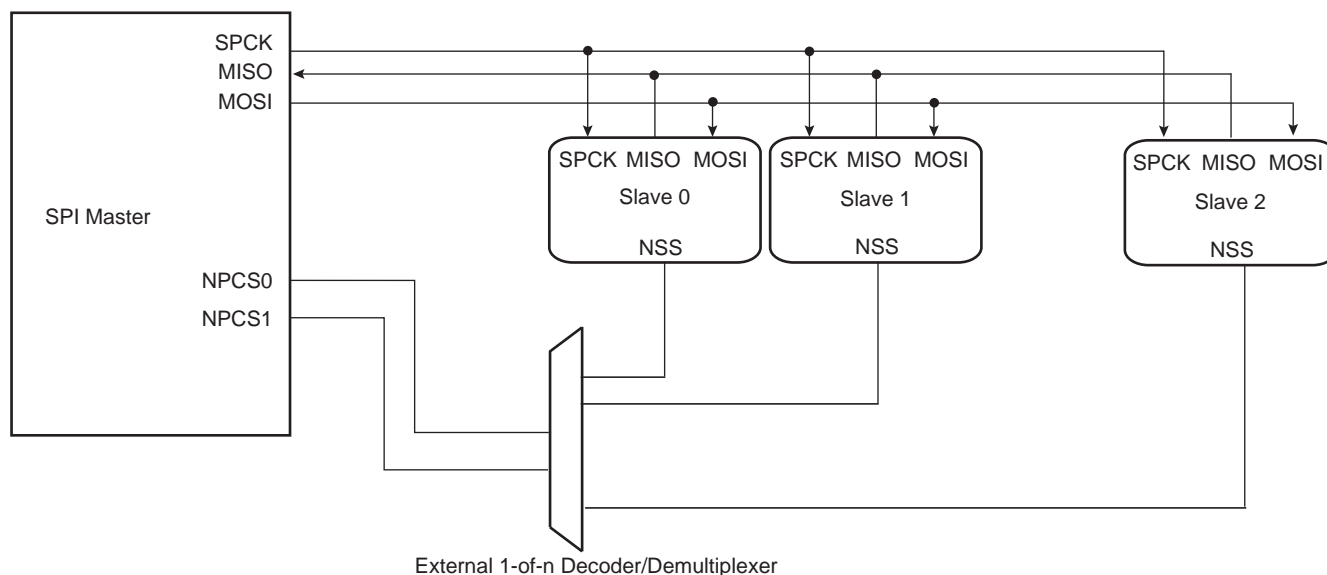 SPCK
MISO
MOSI
SPI Master
NPCS0
NPCS1
SPCK MISO MOSI
Slave 0
NSS
SPCK MISO MOSI
Slave 1
NSS
SPCK MISO MOSI
Slave 2
NSS
External 1-of-n Decoder/Demultiplexer